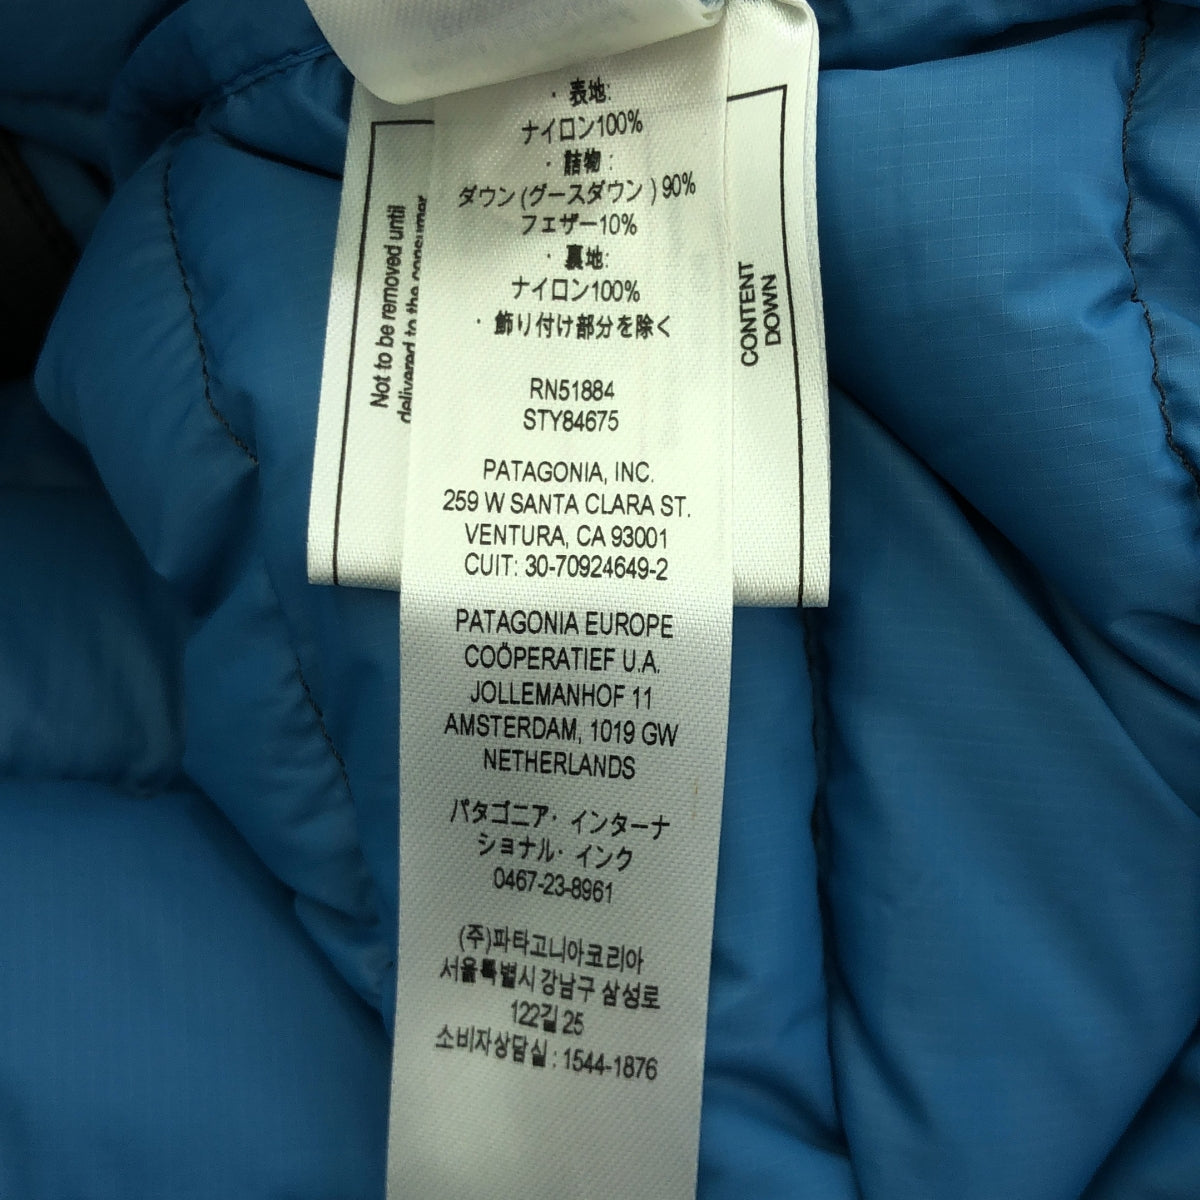 ・ 表地:
ナイロン100%
・ 詰物 :
ダウン (グースダウン ) 90%
フェザー10%
・ 裏地:
ナイロン100%
・ 飾り付け部分を除く
RN51884
STY84675
PATAGONIA, INC.
259 W SANTA CLARA ST.
VENTURA, CA 93001
CUIT: 30-70924649-2
PATAGONIA EUROPE
COÖPERATIEF U.A.
JOLLEMANHOF 11
AMSTERDAM, 1019 GW
NETHERLANDS
パタゴニア・インターナ
ショナル・インク
0467-23-8961
(주)파타고니아코리아
서울특별시 강남구 삼성로
122길 25
소비자상담실 : 1544-1876
Not to be removed until
delivered to the consumer
CONTENT
DOWN